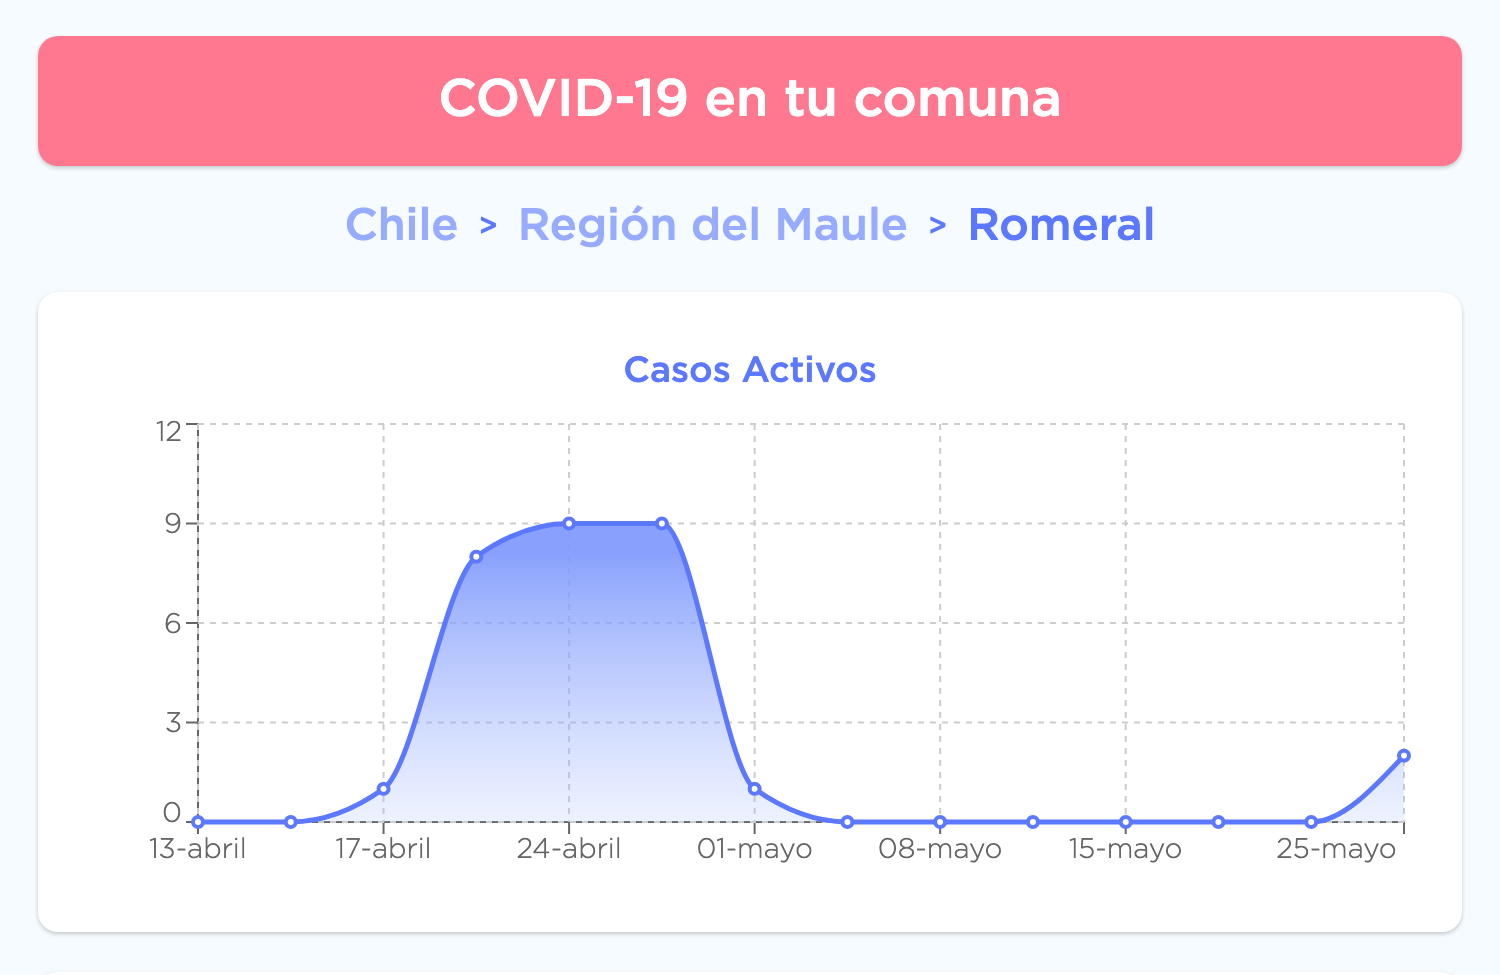 COVID-19 en tu comuna
Chile > Región del Maule > Romeral
Casos Activos
12
9
6
3
0
13-abril 17-abril 24-abril 01-mayo 08-mayo 15-mayo 25-mayo